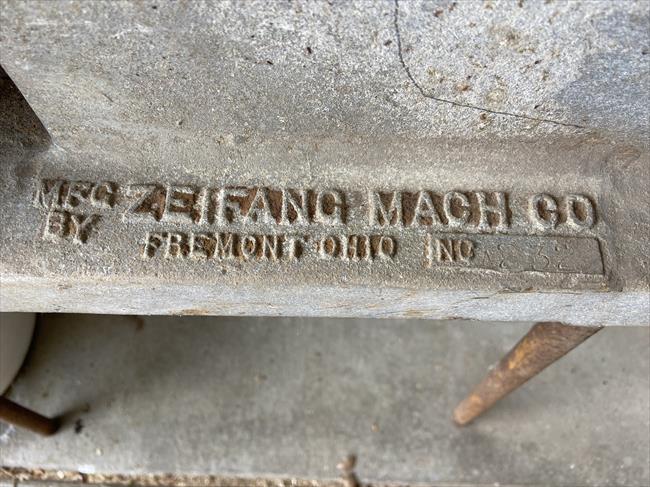 MFG BY ZEIFANG MACH CO
FREMONT OHIO NO